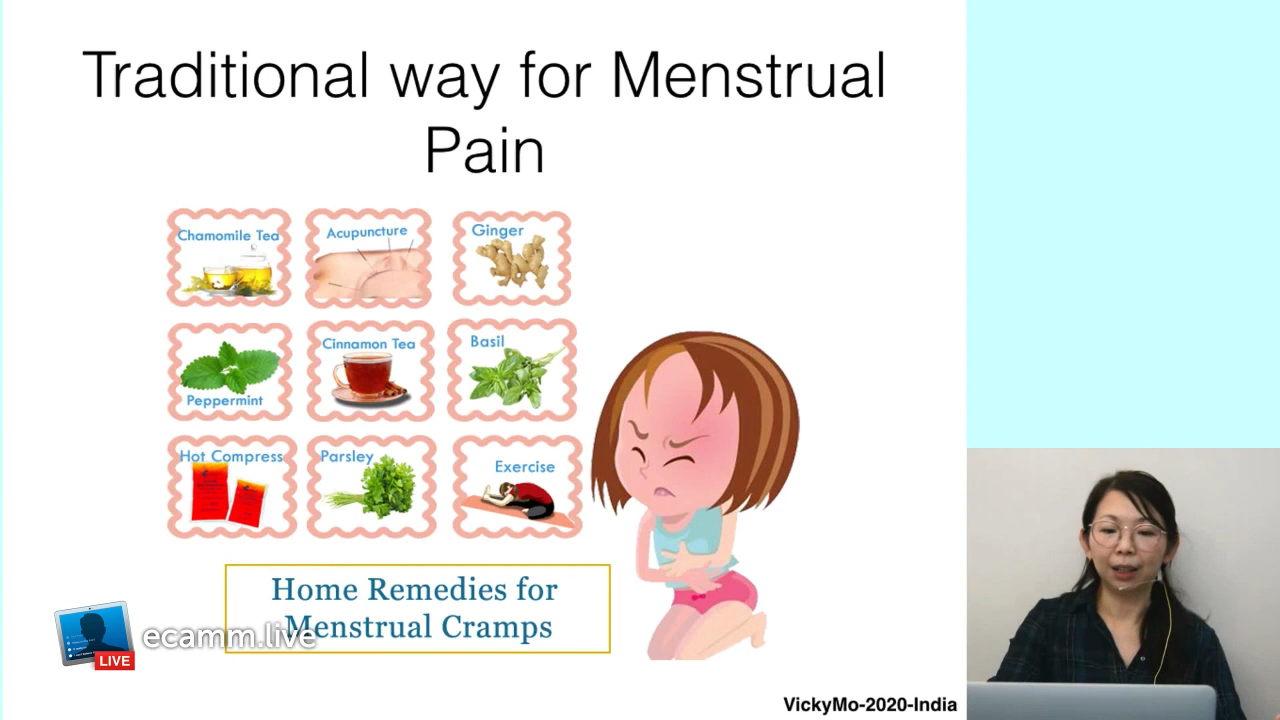 Traditional way for Menstrual
Pain
Chamomile Tea
Acupuncture
Ginger
Peppermint
Cinnamon Tea
Basil
Hot Compress
Parsley
Exercise
Home Remedies for
Menstrual Cramps
ecamm.live
LIVE
VickyMo-2020-India